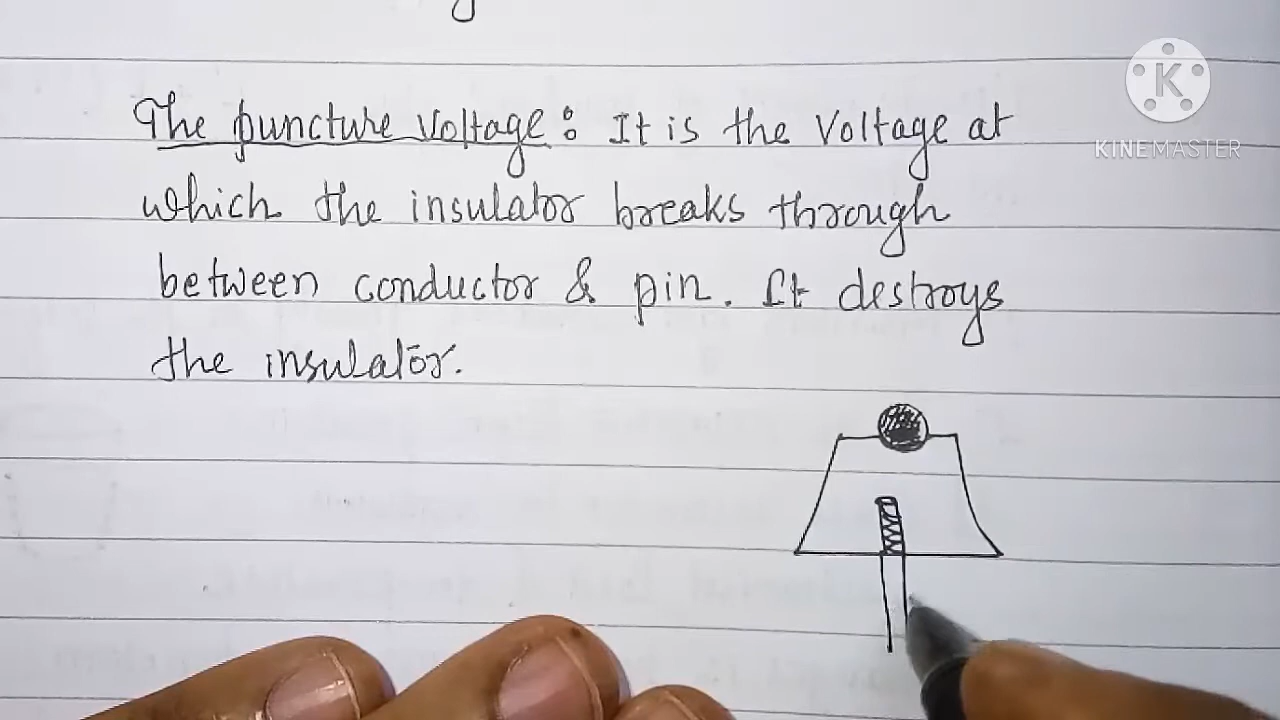 The puncture voltage: It is the voltage at
which the insulator breaks through
between conductor & pin. It destroys
the insulator.
K
KINEMASTER